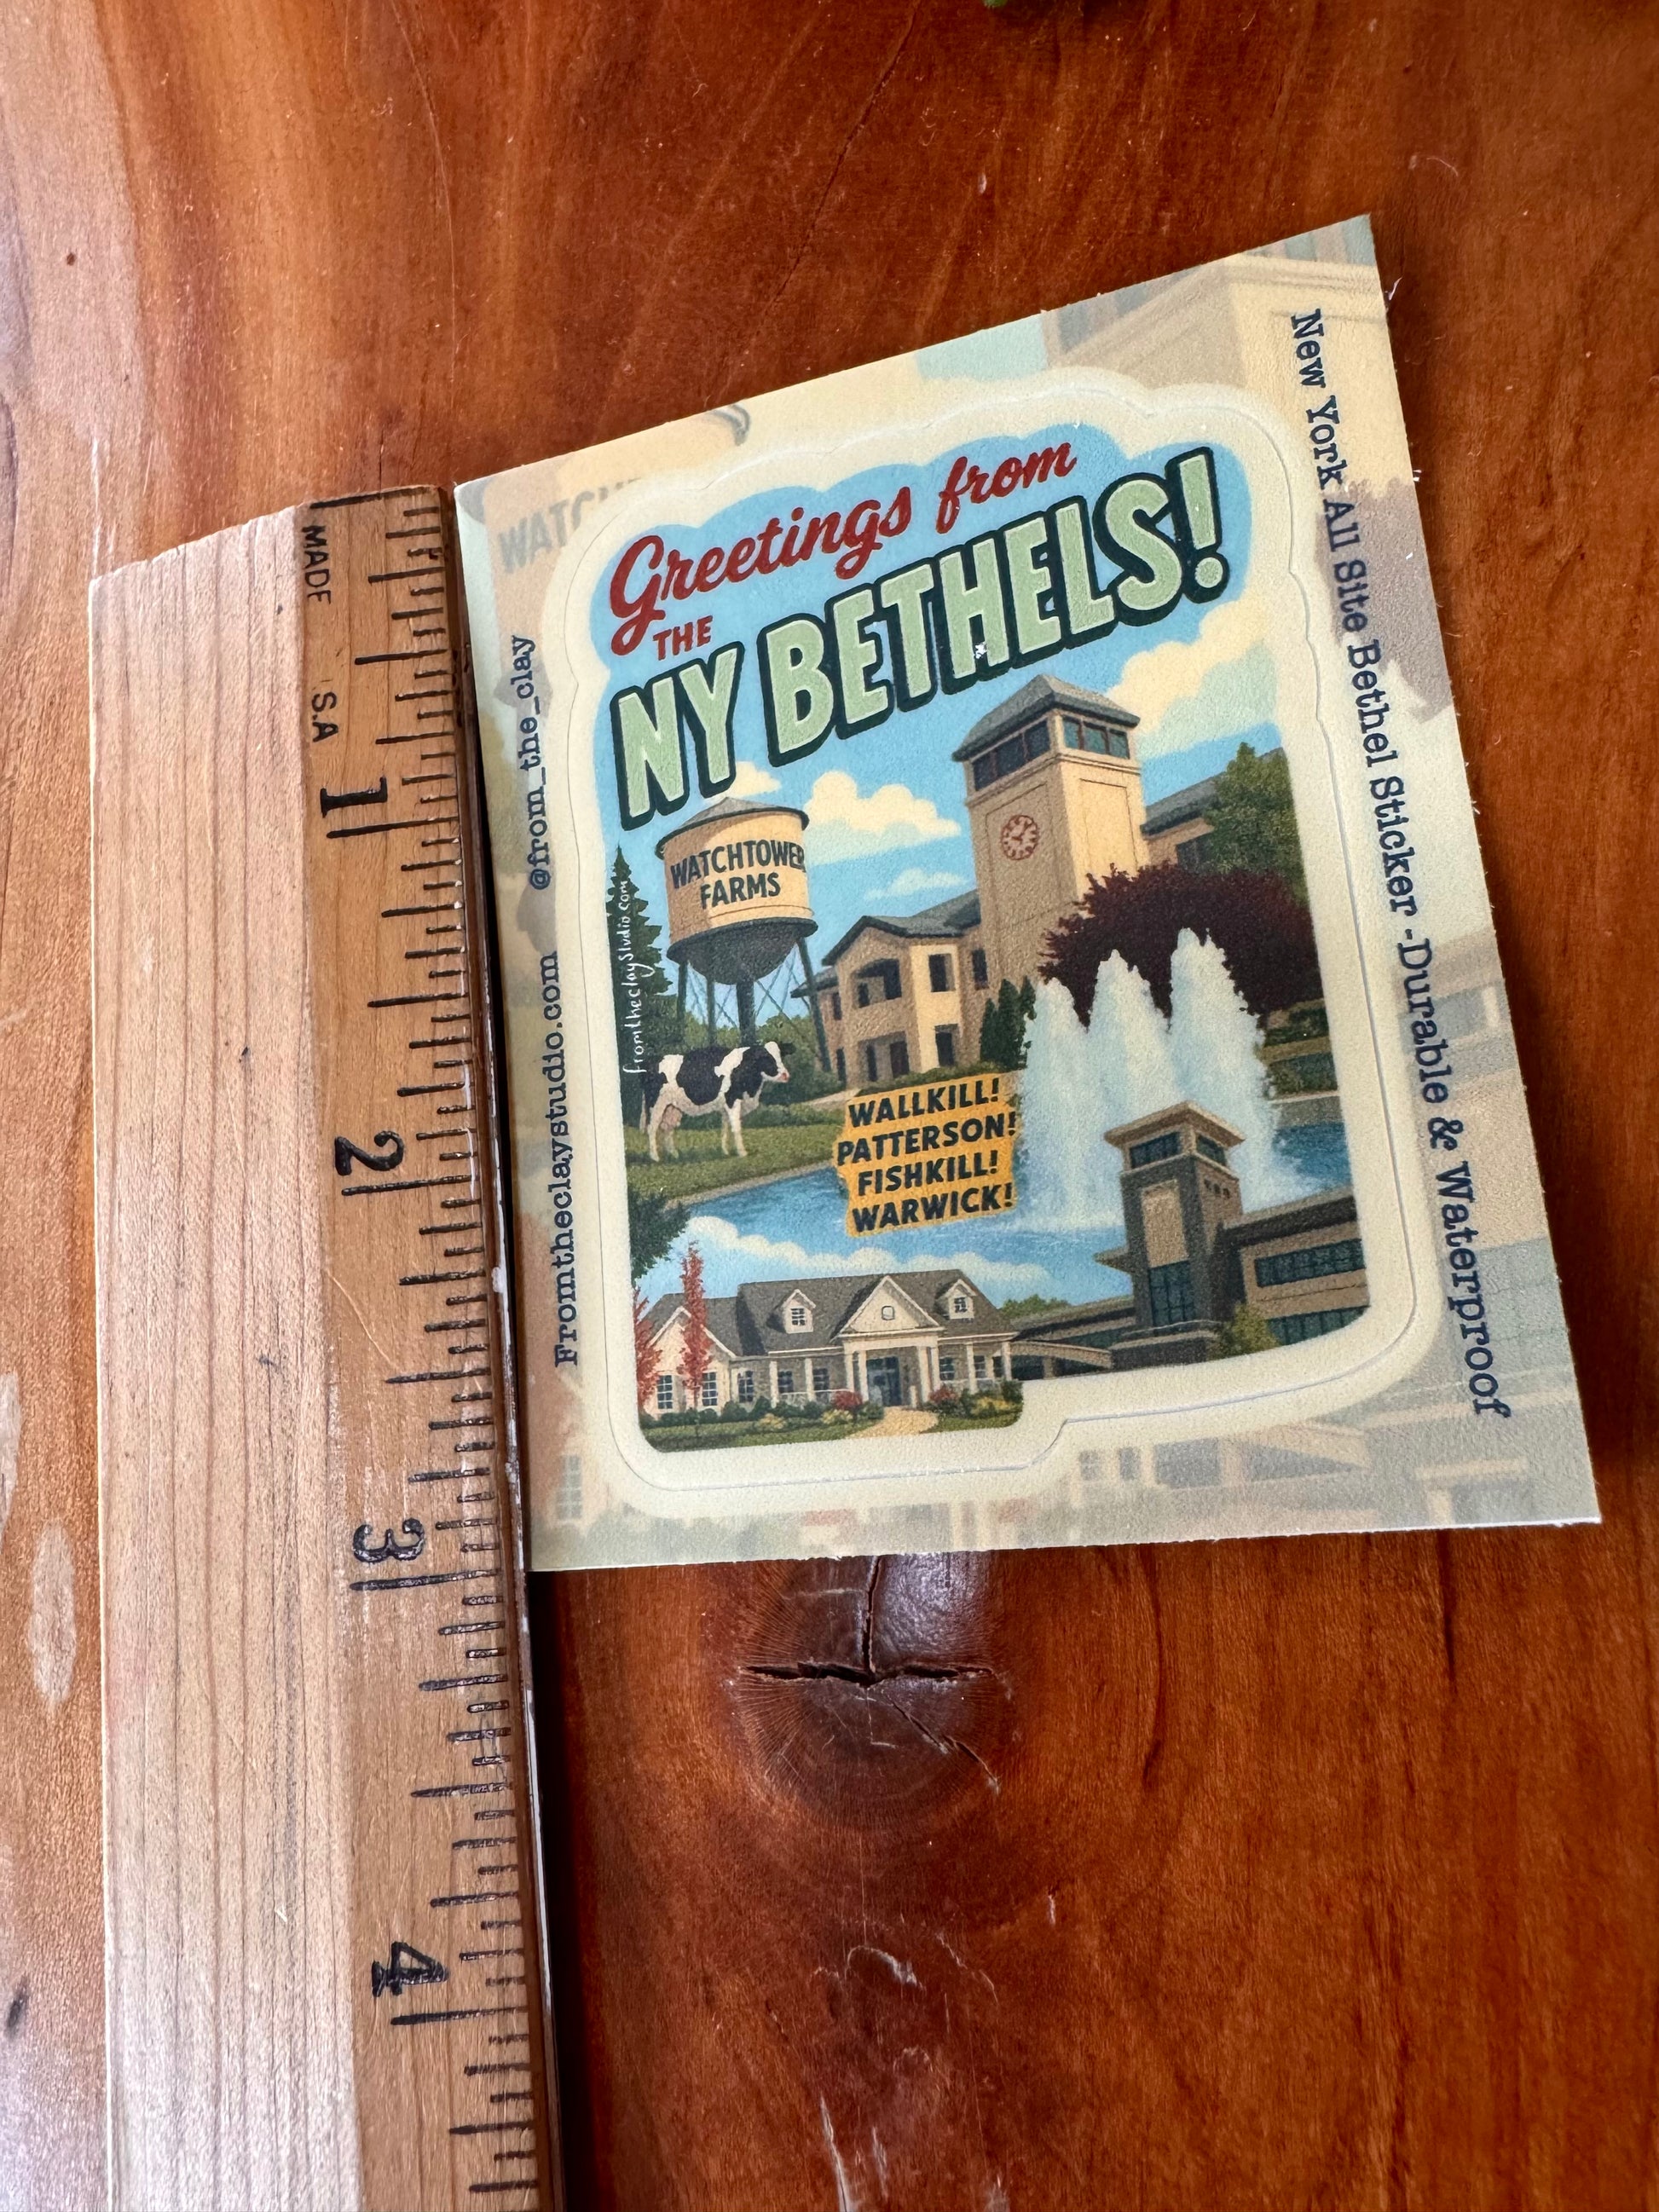 Greetings from
THE
NY BETHELS!
WATCHTOWER
FARMS
fromtheclaystudio.com
WALLKILL!
PATTERSON!
FISHKILL!
WARWICK!
Fromtheclaystudio.com @from_the_clay
New York All Site Bethel Sticker -Durable & Waterproof
MADE S.A
1
2
3
4